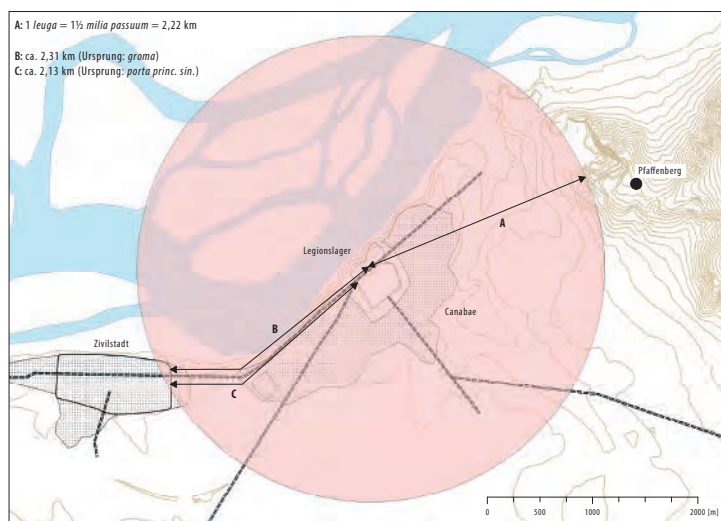 A: 1 leuga = 1½ milia passuum = 2,22 km
B: ca. 2,31 km (Ursprung: groma)
C: ca. 2,13 km (Ursprung: porta princ. sin.)
Pfaffenberg
A
Legionslager
Canabae
B
Zivilstadt
C
0 500 1000 2000 [m]